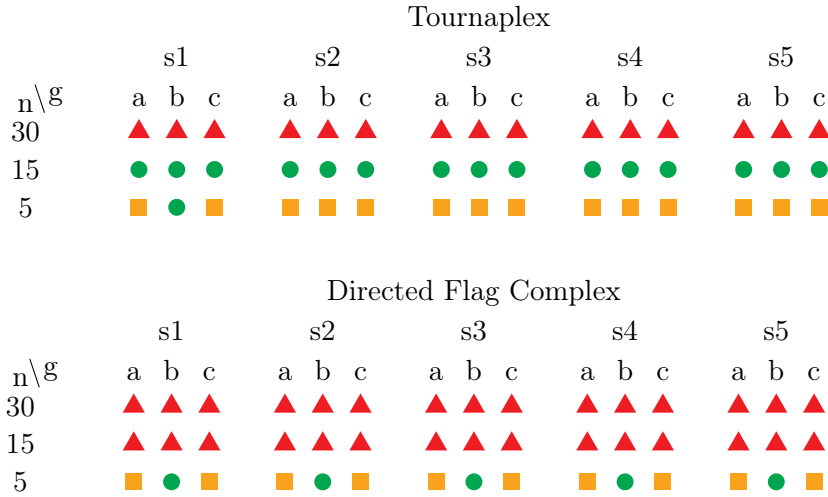 Tournaplex
s1 s2 s3 s4 s5
n\g a b c a b c a b c a b c a b c
30
15
5
Directed Flag Complex
s1 s2 s3 s4 s5
n\g a b c a b c a b c a b c a b c
30
15
5